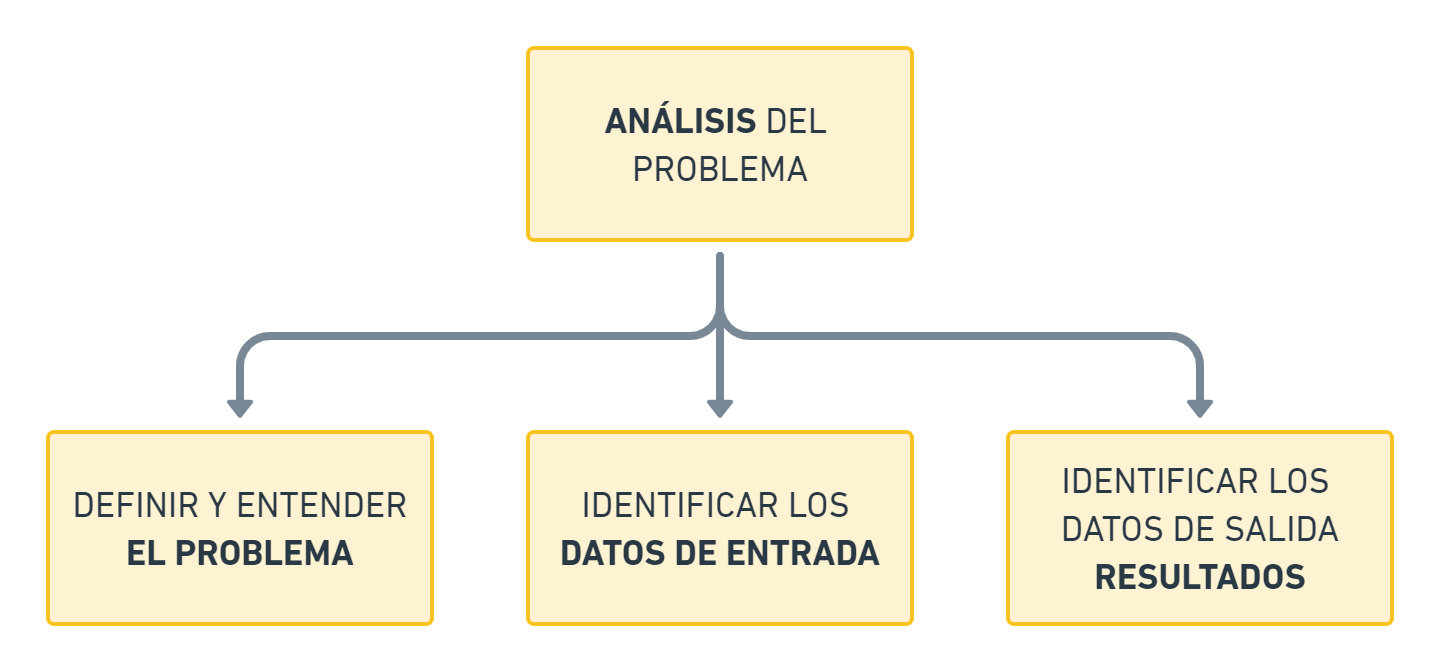 ANÁLISIS DEL
PROBLEMA
DEFINIR Y ENTENDER
EL PROBLEMA
IDENTIFICAR LOS
DATOS DE ENTRADA
IDENTIFICAR LOS
DATOS DE SALIDA
RESULTADOS